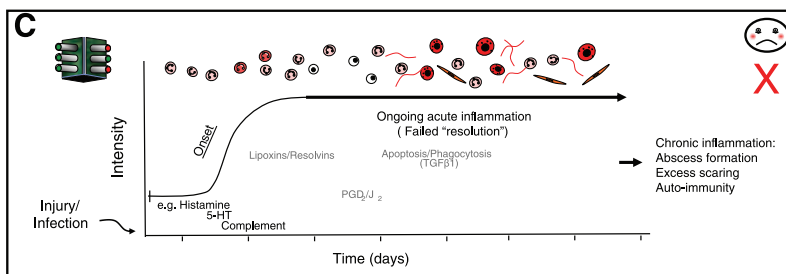 C
X
Intensity
Onset
Ongoing acute inflammation
( Failed “resolution”)
Lipoxins/Resolvins
Apoptosis/Phagocytosis
(TGFβ1)
PGD2/J 2
Chronic inflammation:
Abscess formation
Excess scaring
Auto-immunity
Injury/
Infection
e.g. Histamine
5-HT
Complement
Time (days)